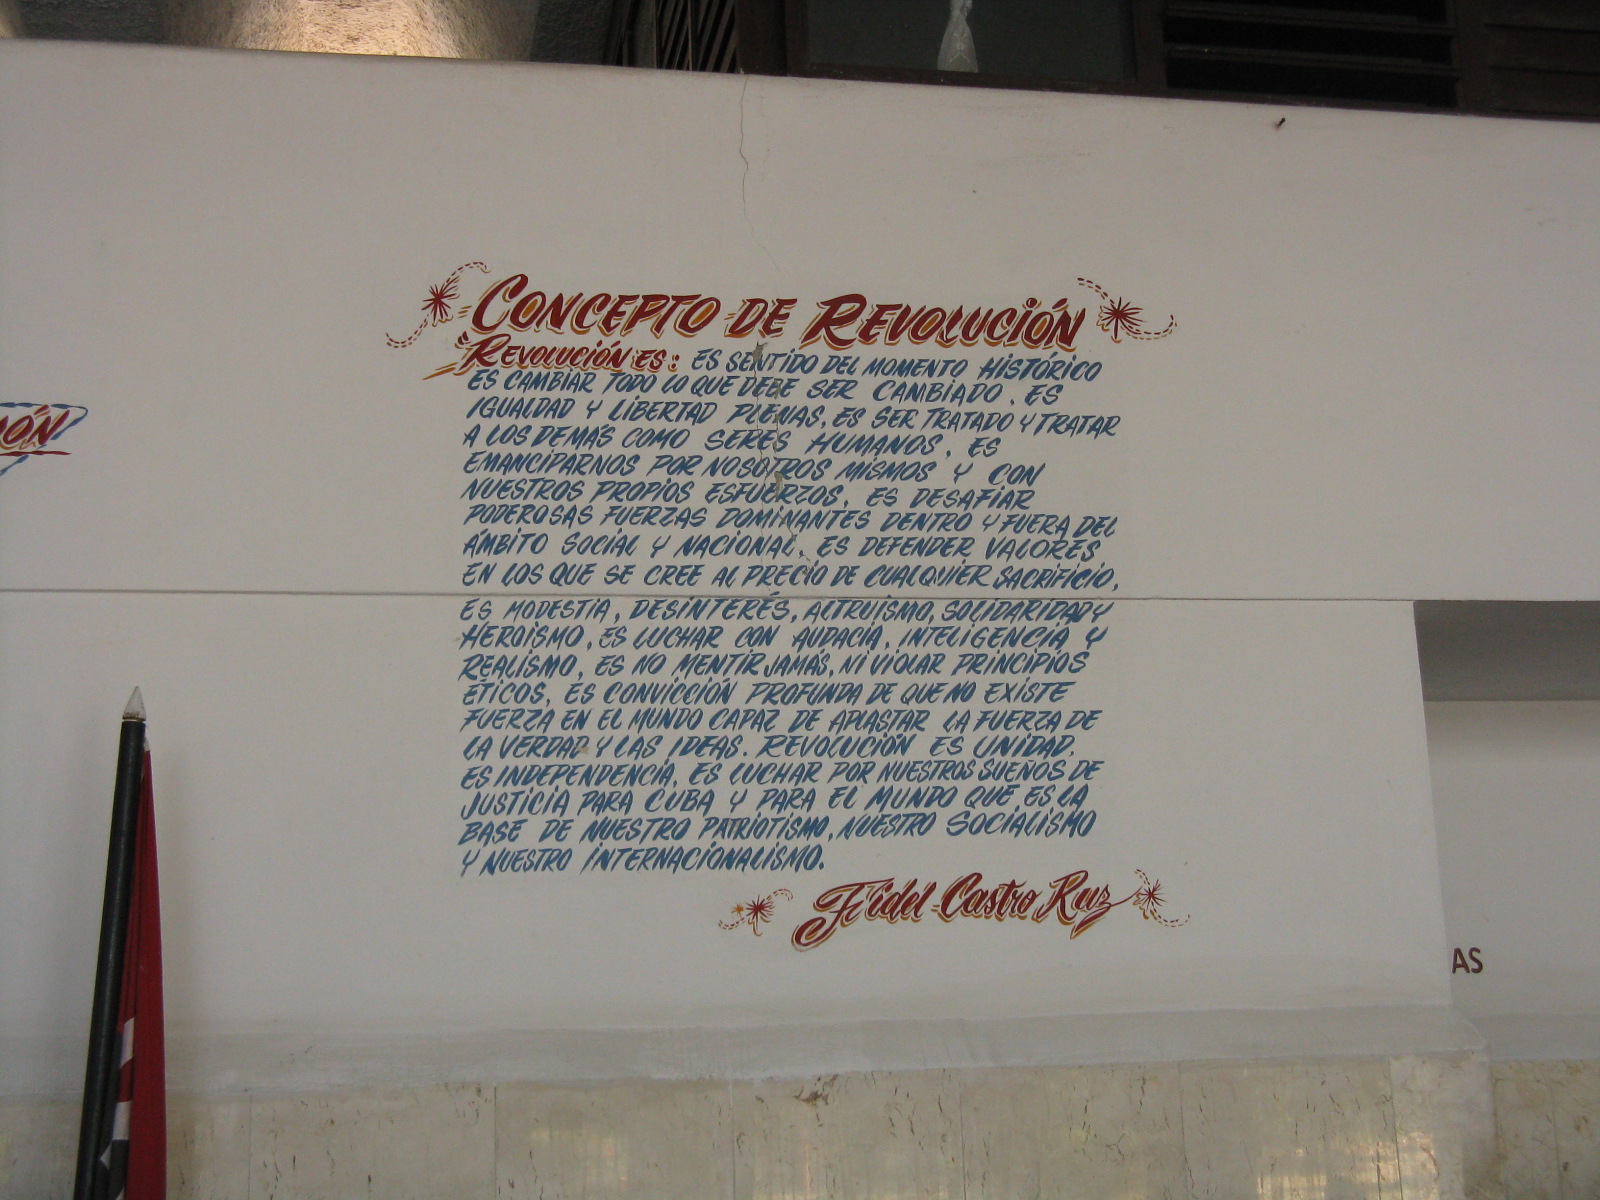 CONCEPTO DE REVOLUCIÓN
"REVOLUCIÓN ES: ES SENTIDO DEL MOMENTO HISTÓRICO
ES CAMBIAR TODO LO QUE DEBE SER CAMBIADO, ES
IGUALDAD Y LIBERTAD PLENAS, ES SER TRATADO Y TRATAR
A LOS DEMÁS COMO SERES HUMANOS, ES
EMANCIPARNOS POR NOSOTROS MISMOS Y CON
NUESTROS PROPIOS ESFUERZOS, ES DESAFIAR
PODEROSAS FUERZAS DOMINANTES DENTRO Y FUERA DEL
ÁMBITO SOCIAL Y NACIONAL, ES DEFENDER VALORES
EN LOS QUE SE CREE AL PRECIO DE CUALQUIER SACRIFICIO,
ES MODESTIA, DESINTERÉS, ALTRUISMO, SOLIDARIDAD Y
HEROISMO, ES LUCHAR CON AUDACIA, INTELIGENCIA Y
REALISMO, ES NO MENTIR JAMÁS, NI VIOLAR PRINCIPIOS
ÉTICOS, ES CONVICCIÓN PROFUNDA DE QUE NO EXISTE
FUERZA EN EL MUNDO CAPAZ DE APLASTAR LA FUERZA DE
LA VERDAD Y LAS IDEAS. REVOLUCIÓN ES UNIDAD,
ES INDEPENDENCIA, ES LUCHAR POR NUESTROS SUEÑOS DE
JUSTICIA PARA CUBA Y PARA EL MUNDO QUE ES LA
BASE DE NUESTRO PATRIOTISMO, NUESTRO SOCIALISMO
Y NUESTRO INTERNACIONALISMO.
Fidel Castro Ruz
IÓN
AS